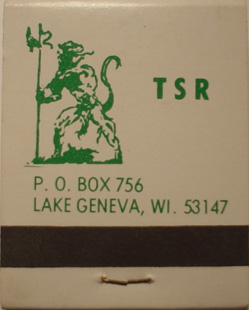 TSR
P. O. BOX 756
LAKE GENEVA, WI. 53147